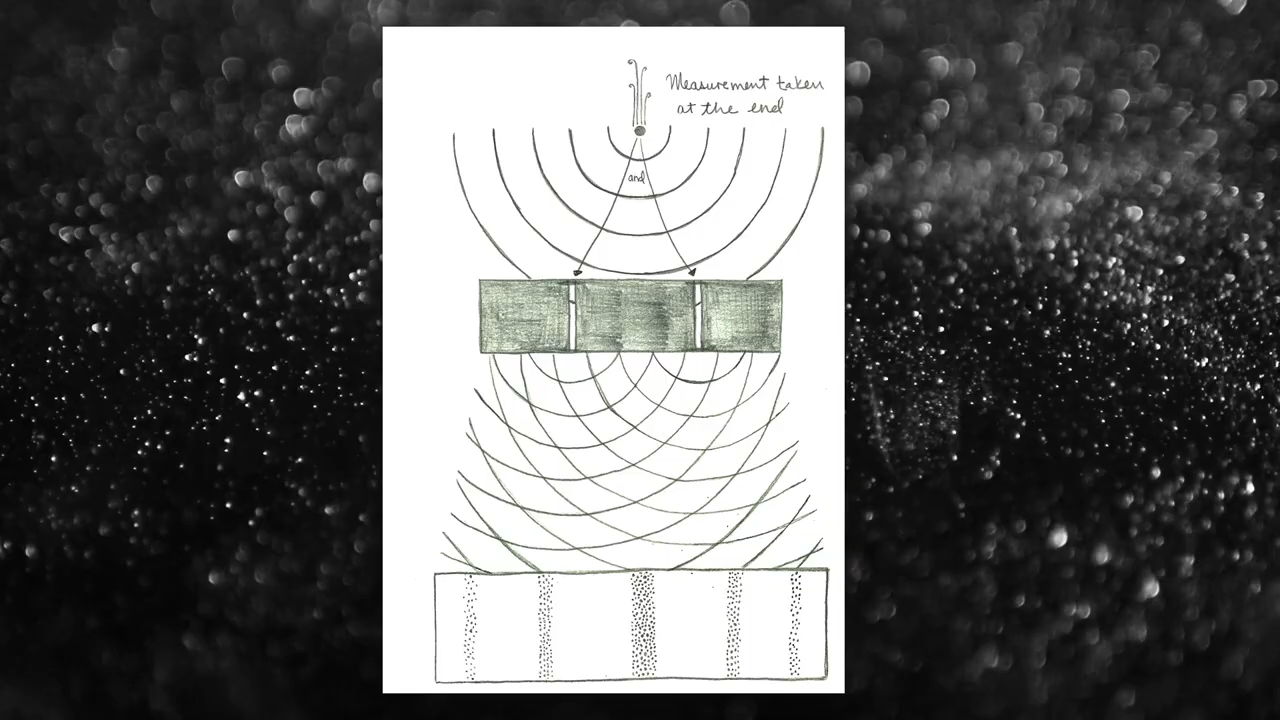 Measurement taken
at the end
and